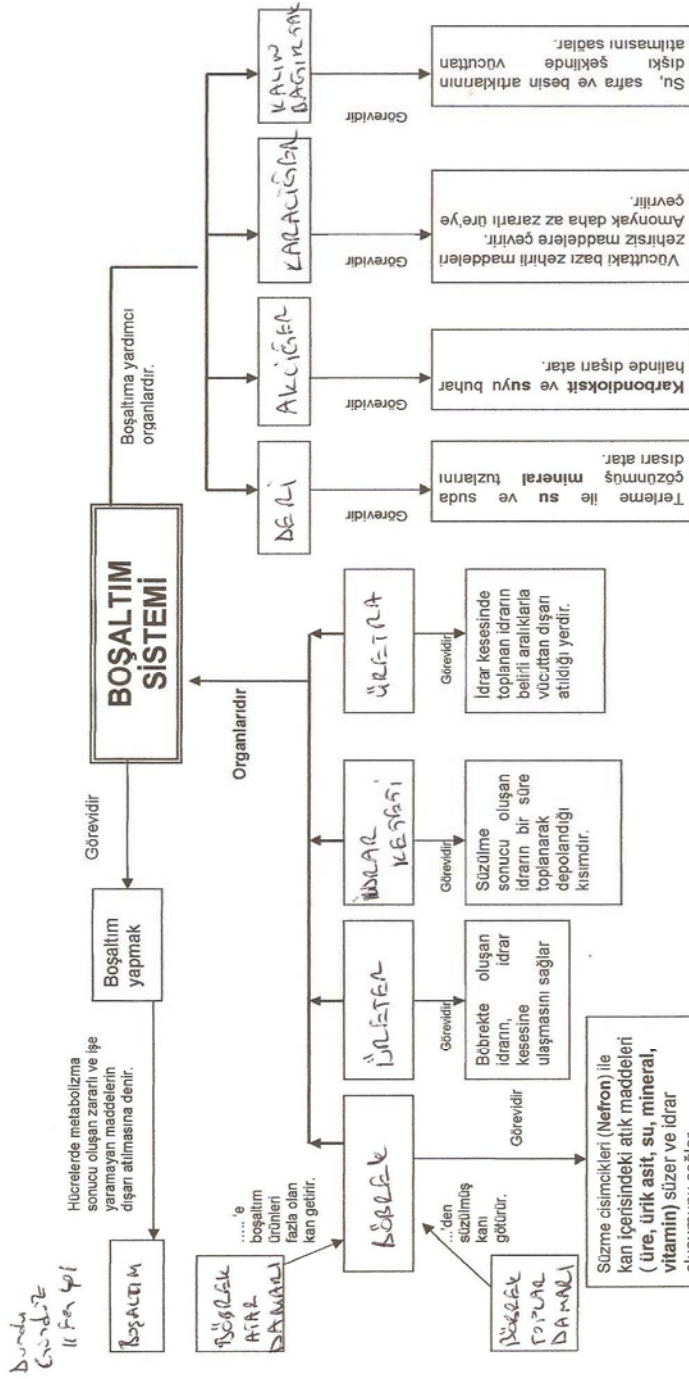 BOŞALTIM
SİSTEMİ
Görevidir
Boşaltım
yapmak
Hücrelerde metabolizma
sonucu oluşan zararlı ve işe
yaramayan maddelerin
dışarı atılmasına denir.
BOŞALTIM
Organlarıdır
BÖBREK
ATAR
DAMARI
.....'e
boşaltım
ürünleri
fazla olan
kan getirir.
BÖBREK
TOPLAR
DAMARI
...'den
süzülmüş
kanı
götürür.
BÖBREK
Görevidir
Süzme cisimcikleri (Nefron) ile
kan içerisindeki atık maddeleri
( üre, ürik asit, su, mineral,
vitamin) süzer ve idrar
ÜRETER
Görevidir
Böbrekte oluşan idrar
idrarın,
kesesine
ulaşmasını sağlar
İDRAR
KESESİ
Görevidir
Süzülme
sonucu oluşan
idrarın bir süre
toplanarak
depolandığı
kısımdır.
ÜRETRA
Görevidir
İdrar kesesinde
toplanan idrarın
belirli aralıklarla
vücuttan dışarı
atıldığı yerdir.
Boşaltıma yardımcı
organlardır.
DERİ
Görevidir
Terleme ile su ve suda
çözünmüş mineral tuzlarını
dısarı atar.
AKCİĞER
Görevidir
Karbondioksit ve suyu buhar
halinde dışarı atar.
KARACİĞER
Görevidir
Vücuttaki bazı zehirli maddeleri
zehirsiz maddelere çevirir.
Amonyak daha az zararlı üre'ye
çevrilir.
KALIN
BAĞIRSAK
Görevidir
Su, safra ve besin artıklarının
dışkı şeklinde vücuttan
atılmasını sağlar.